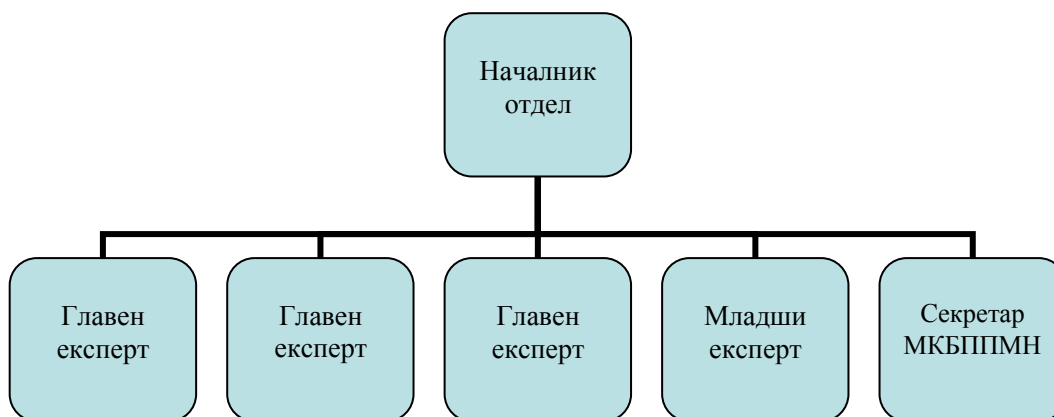 Началник
отдел
Главен
експерт
Главен
експерт
Главен
експерт
Младши
експерт
Секретар
МКБППМН